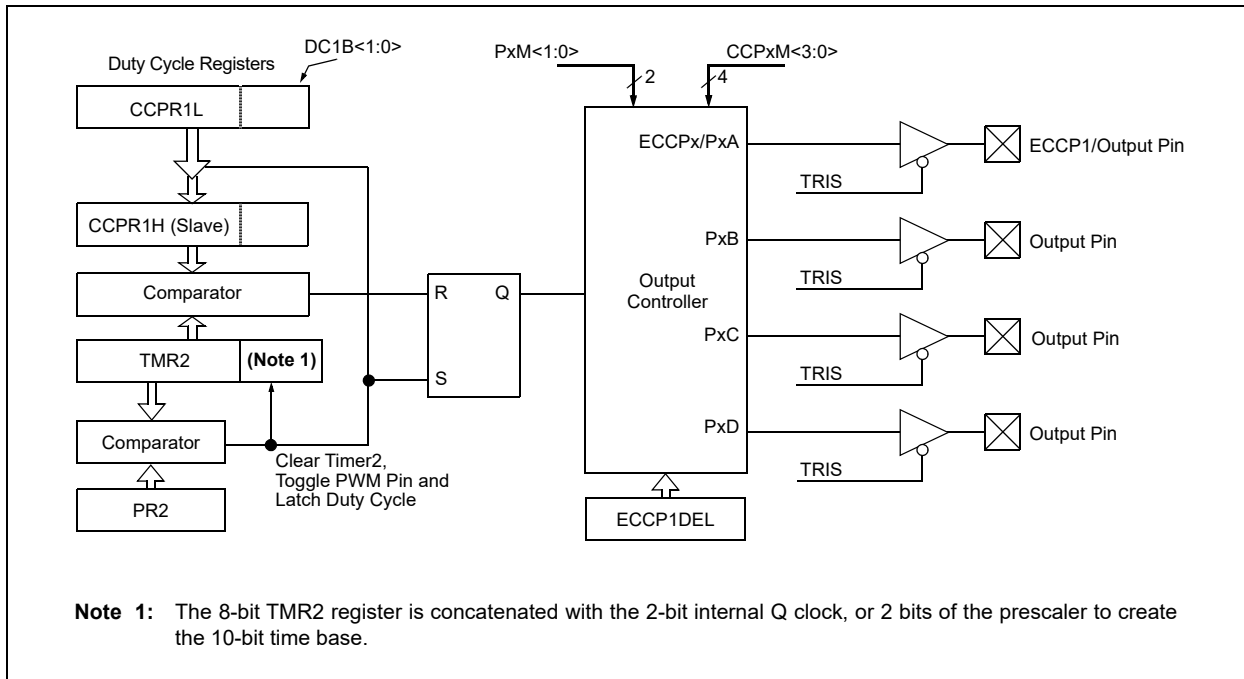 DC1B<1:0>
Duty Cycle Registers
CCPR1L
CCPR1H (Slave)
Comparator
TMR2
(Note 1)
Comparator
PR2
Clear Timer2,
Toggle PWM Pin and
Latch Duty Cycle
R
Q
S
PxM<1:0>
2
CCPxM<3:0>
4
ECCPx/PxA
PxB
Output
Controller
PxC
PxD
ECCP1DEL
TRIS
ECCP1/Output Pin
TRIS
Output Pin
TRIS
Output Pin
TRIS
Output Pin
Note 1: The 8-bit TMR2 register is concatenated with the 2-bit internal Q clock, or 2 bits of the prescaler to create
the 10-bit time base.